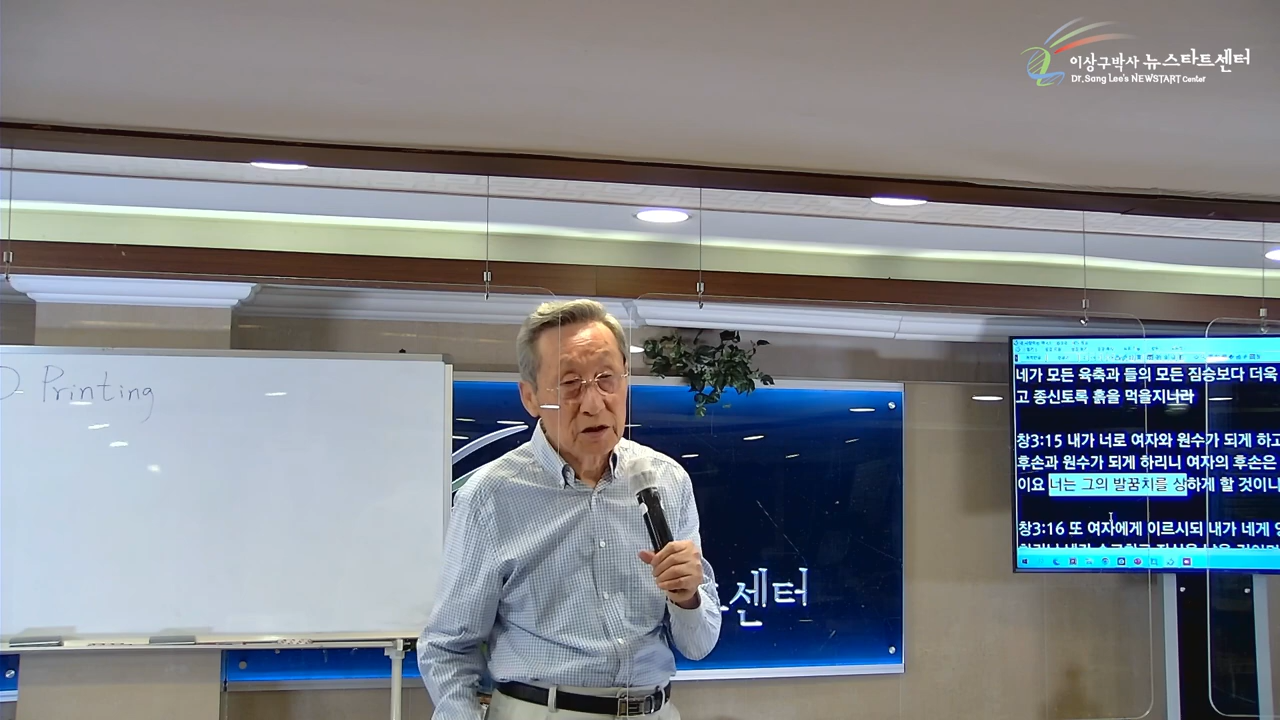 이상구박사 뉴스타트센터
Dr. Sang Lee's NEWSTART Center
D- Printing
센터
네가 모든 육축과 들의 모든 짐승보다 더욱
고 종신토록 흙을 먹을지니라
창3:15 내가 너로 여자와 원수가 되게 하고
후손과 원수가 되게 하리니 여자의 후손은
이요 너는 그의 발꿈치를 상하게 할 것이니
창3:16 또 여자에게 이르시되 내가 네게